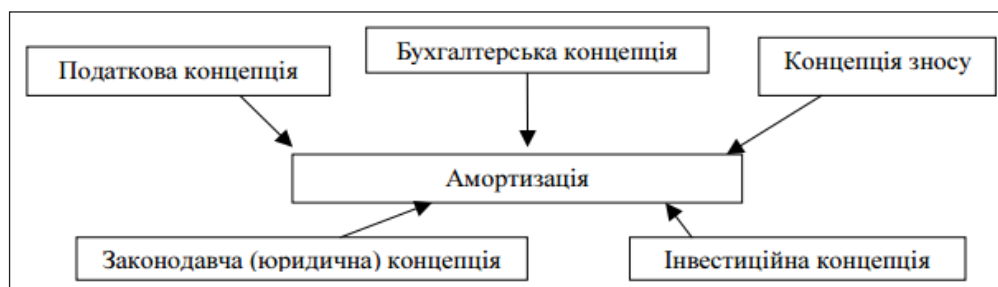 Податкова концепція
Бухгалтерська концепція
Концепція зносу
Амортизація
Законодавча (юридична) концепція
Інвестиційна концепція